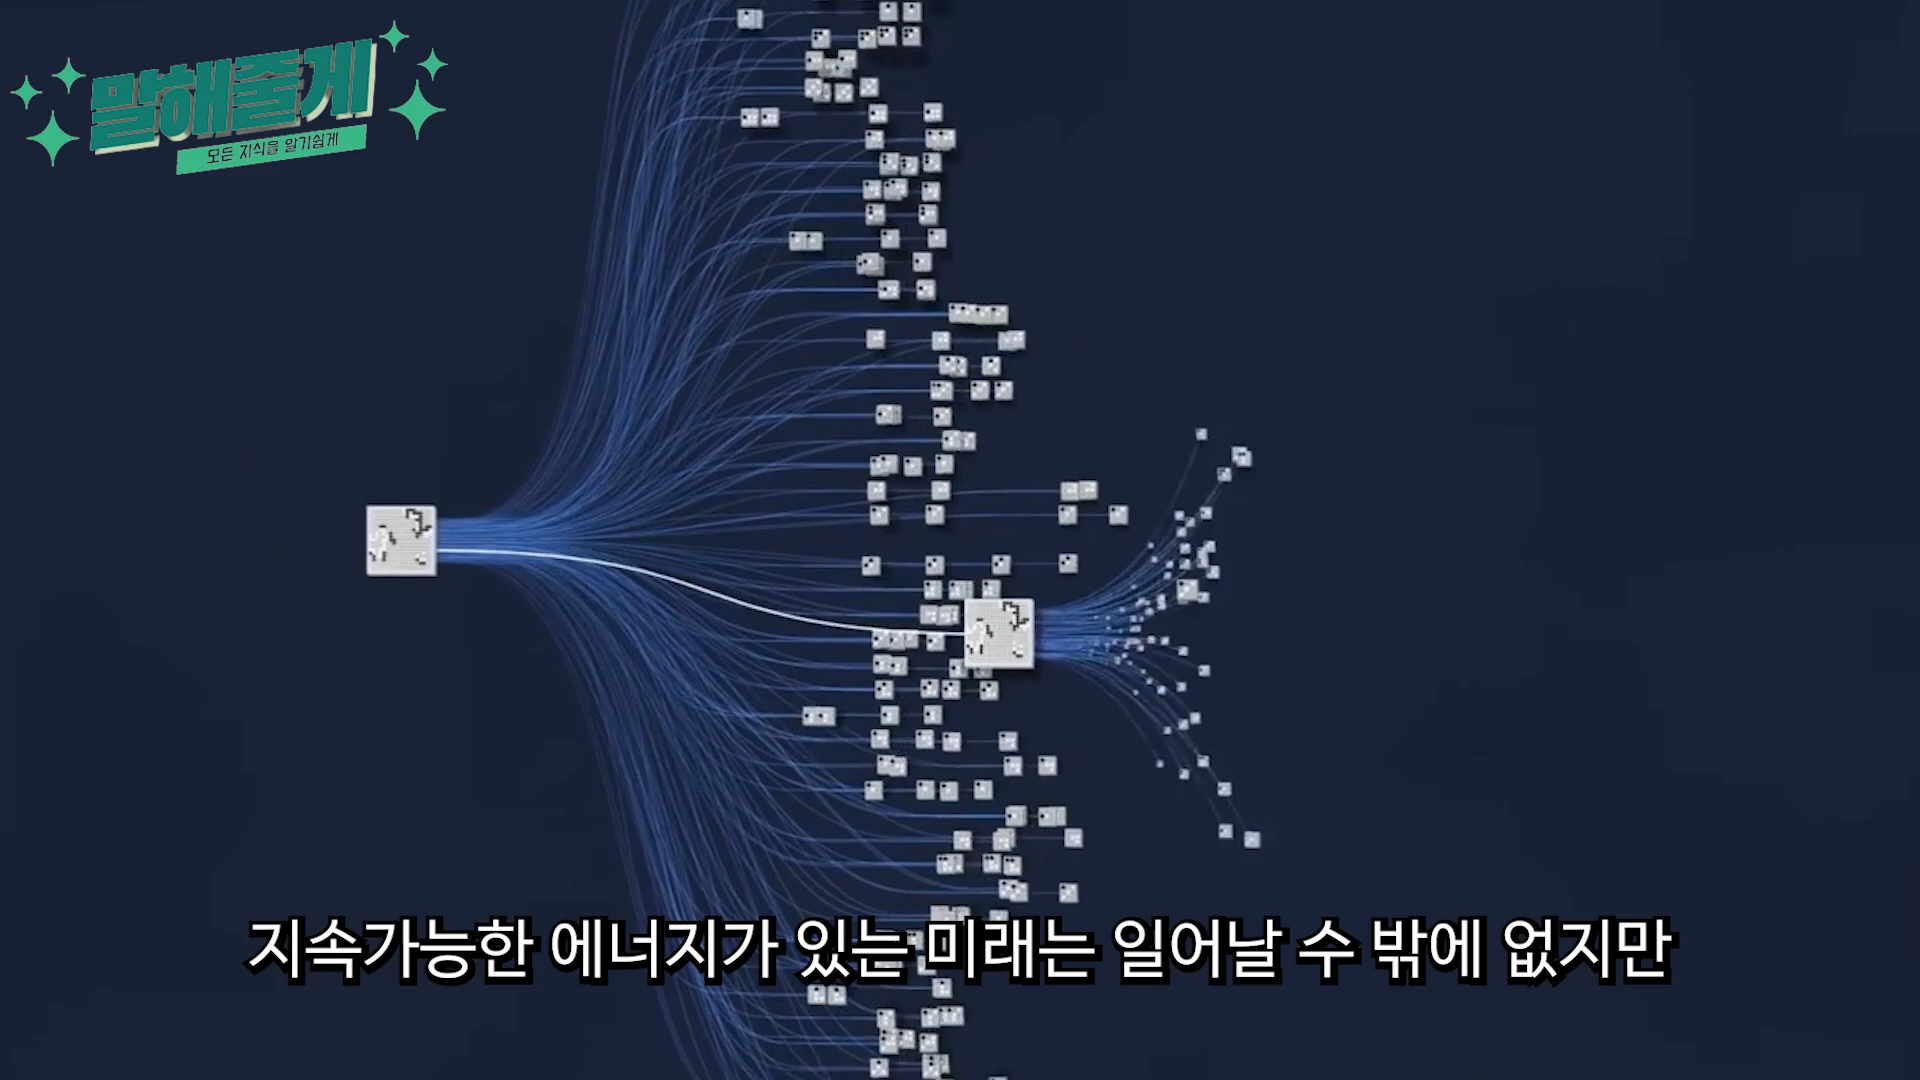 말해줄게
모든 지식을 알기쉽게
지속가능한 에너지가 있는 미래는 일어날 수 밖에 없지만